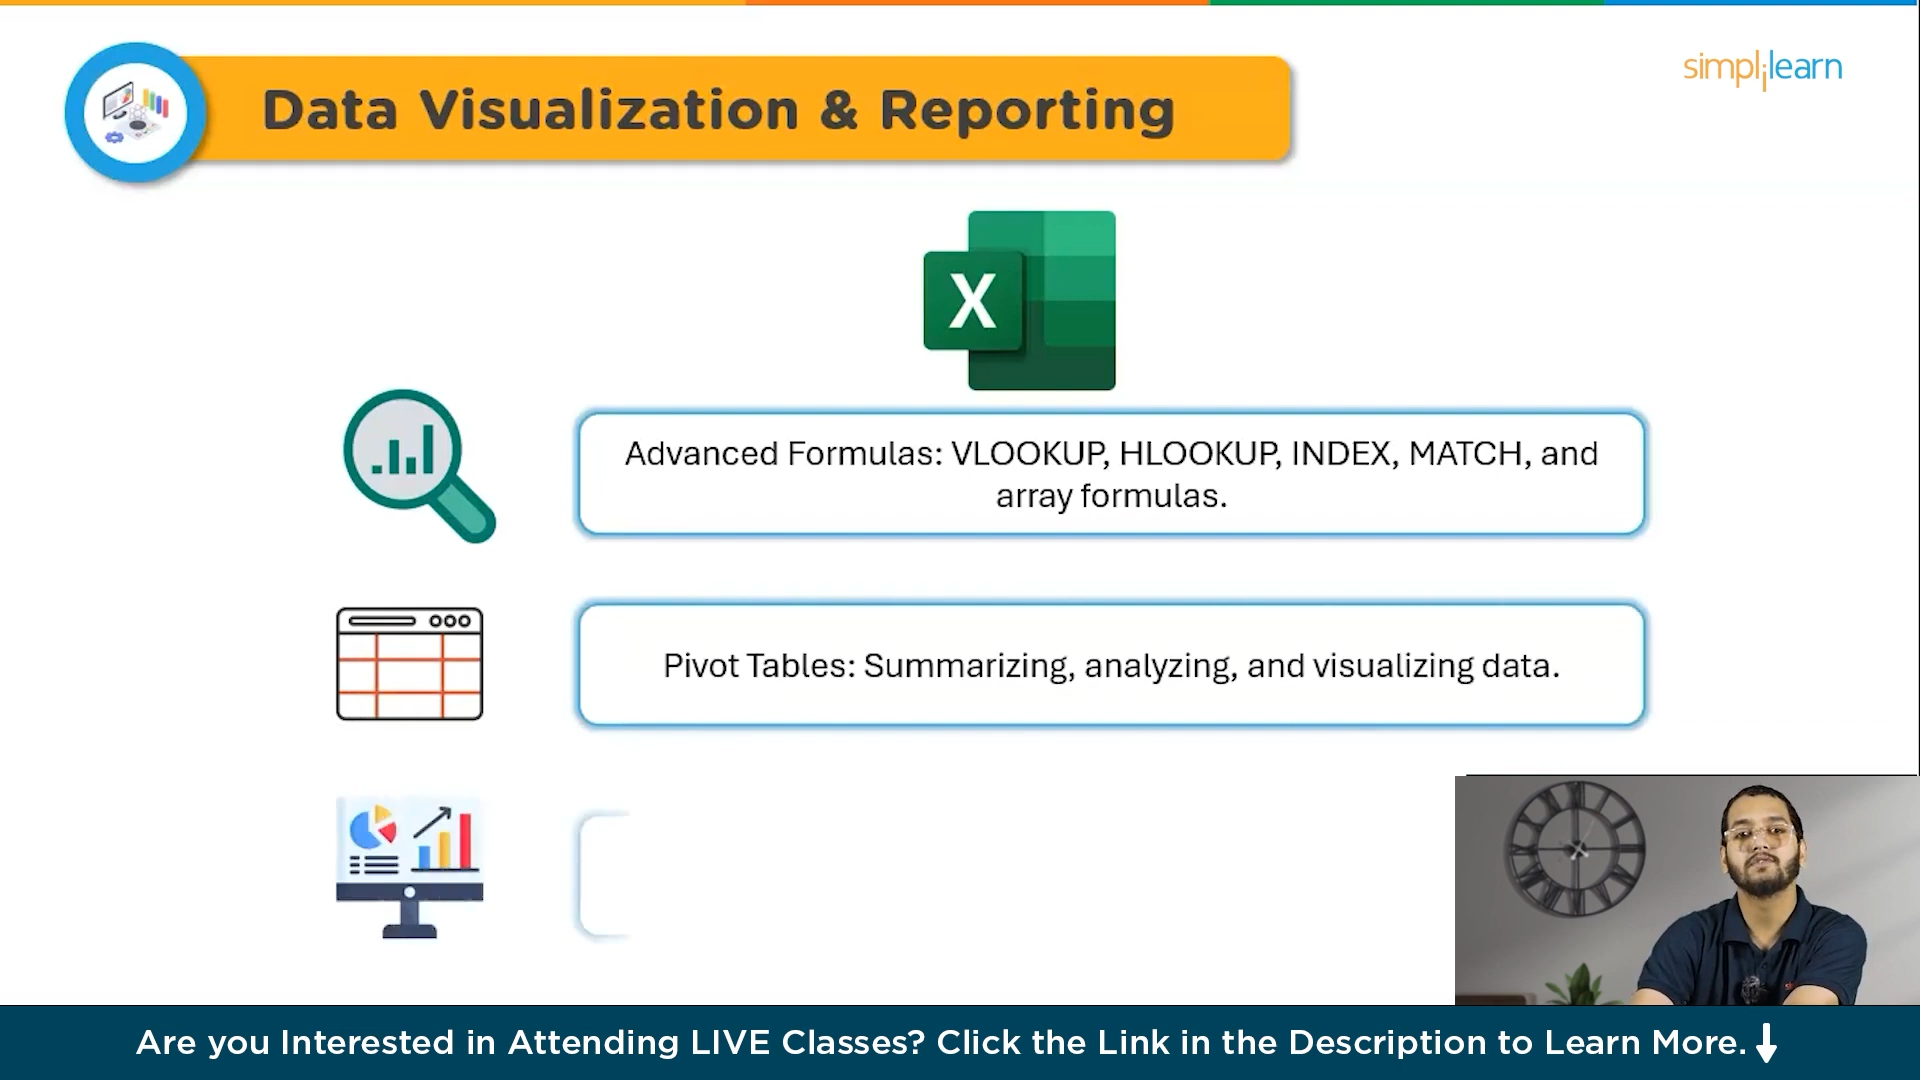 simplilearn
Data Visualization & Reporting
X
Advanced Formulas: VLOOKUP, HLOOKUP, INDEX, MATCH, and
array formulas.
Pivot Tables: Summarizing, analyzing, and visualizing data.
Are you Interested in Attending LIVE Classes? Click the Link in the Description to Learn More.